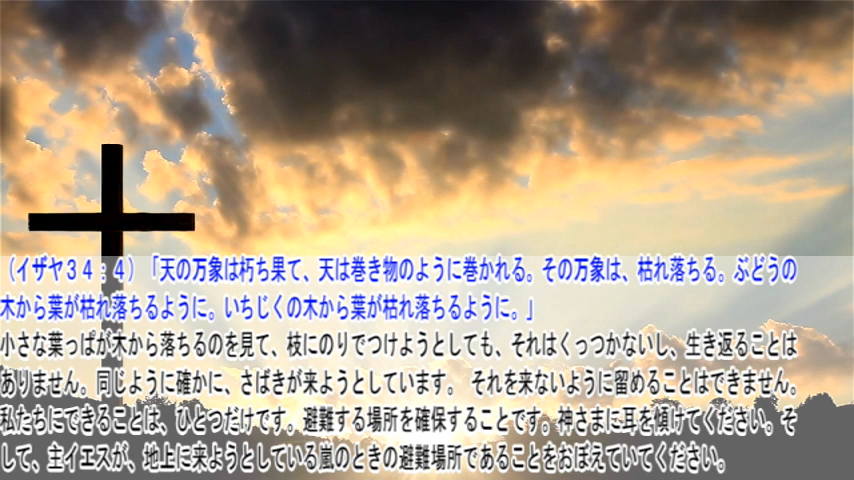 (イザヤ34:4)「天の万象は朽ち果て、天は巻き物のように巻かれる。その万象は、枯れ落ちる。ぶどうの
木から葉が枯れ落ちるように。いちじくの木から葉が枯れ落ちるように。」
小さな葉っぱが木から落ちるのを見て、枝にのりでつけようとしても、それはくっつかないし、生き返ることは
ありません。同じように確かに、さばきが来ようとしています。 それを来ないように留めることはできません。
私たちにできることは、ひとつだけです。避難する場所を確保することです。神さまに耳を傾けてください。そ
して、主イエスが、地上に来ようとしている嵐のときの避難場所であることをおぼえていてください。